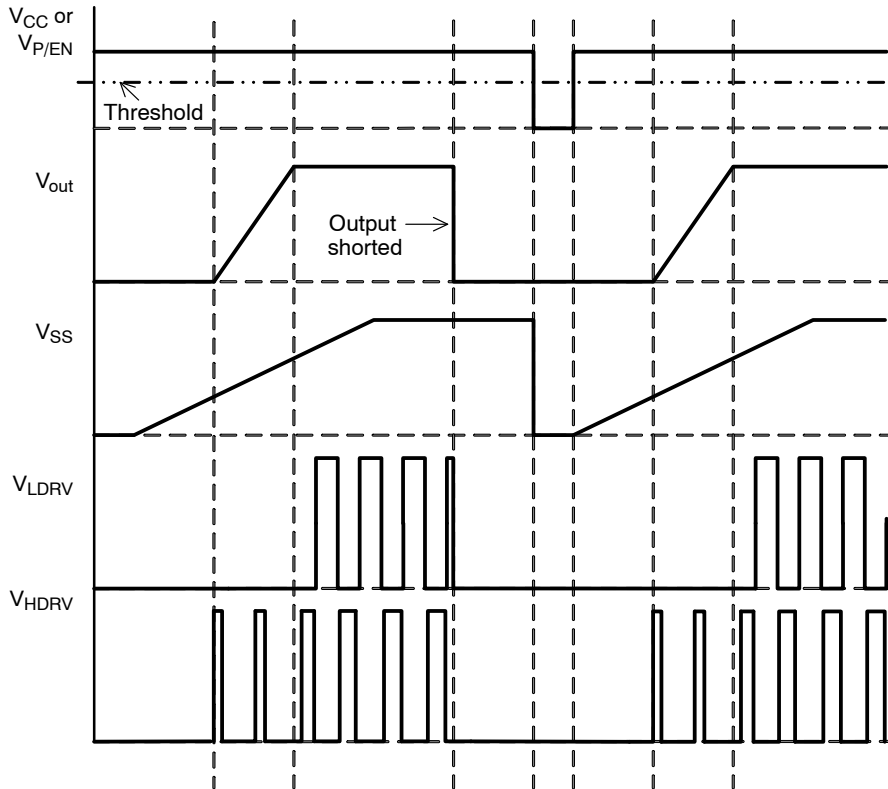 VCC or
VP/EN
Threshold
Vout
Output
shorted
VSS
VLDRV
VHDRV